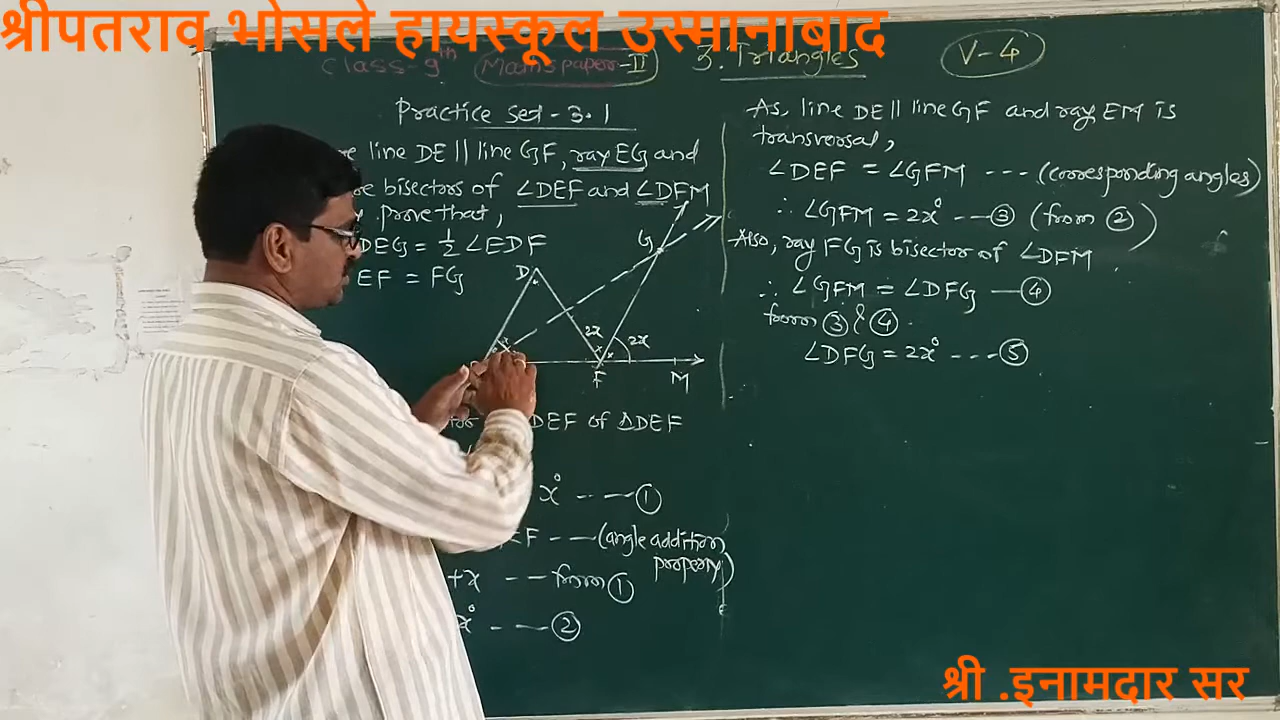 श्रीपतराव भोसले हायस्कूल उस्मानाबाद
Class-9th Maths paper-II 3. Triangles V-4
Practice set-3.1
line DE || line GF, ray EG and
bisectors of ∠DEF and ∠DFM
prove that,
DEG = 1/2 ∠EDF
EF = FG
D
G
2x
x
x
2x
F
M
DEF of ΔDEF
x° ---- ①
F --- (angle addition property)
+x -- from ①
x° --- ②
As, line DE || line GF and ray EM is
transversal,
∠DEF = ∠GFM --- (corresponding angles)
∴ ∠GFM = 2x° --- ③ (from ②)
Also, ray FG is bisector of ∠DFM.
∴ ∠GFM = ∠DFG — ④
from ③ & ④.
∠DFG = 2x° --- ⑤
श्री .इनामदार सर